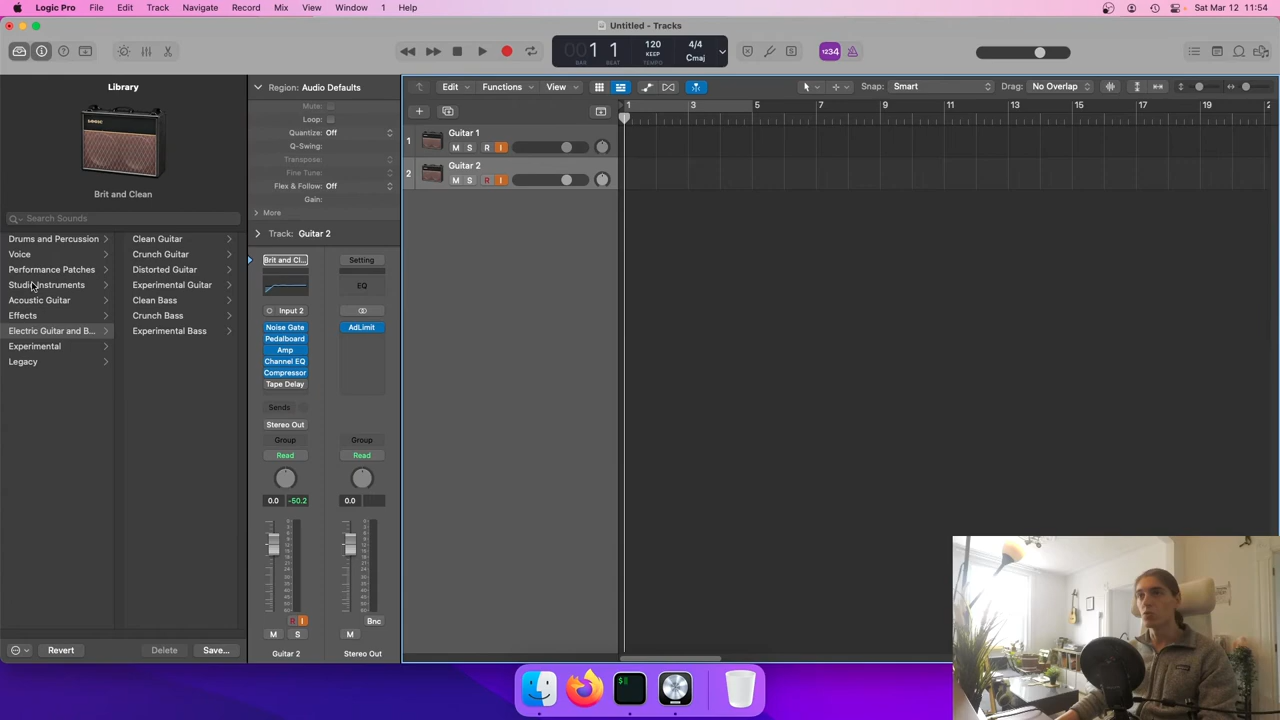 Logic Pro File Edit Track Navigate Record Mix View Window 1 Help Sat Mar 12 11:54
Untitled - Tracks
1 1 120 4/4
BAR BEAT KEEP TEMPO Cmaj
1234
Library
Brit and Clean
Search Sounds
Drums and Percussion
Voice
Performance Patches
Studio Instruments
Acoustic Guitar
Effects
Electric Guitar and B...
Experimental
Legacy
Clean Guitar
Crunch Guitar
Distorted Guitar
Experimental Guitar
Clean Bass
Crunch Bass
Experimental Bass
Revert Delete Save...
Region: Audio Defaults
Mute:
Loop:
Quantize: Off
Q-Swing:
Transpose:
Fine Tune:
Flex & Follow: Off
Gain:
More
Track: Guitar 2
Brit and Cl... Setting
EQ
Input 2
Noise Gate AdLimit
Pedalboard
Amp
Channel EQ
Compressor
Tape Delay
Sends
Stereo Out
Group Group
Read Read
0.0 -50.2 0.0
R I Bnc
M S M
Guitar 2 Stereo Out
Edit Functions View Snap: Smart Drag: No Overlap
1 3 5 7 9 11 13 15 17 19
1 Guitar 1
M S R I
2 Guitar 2
M S R I